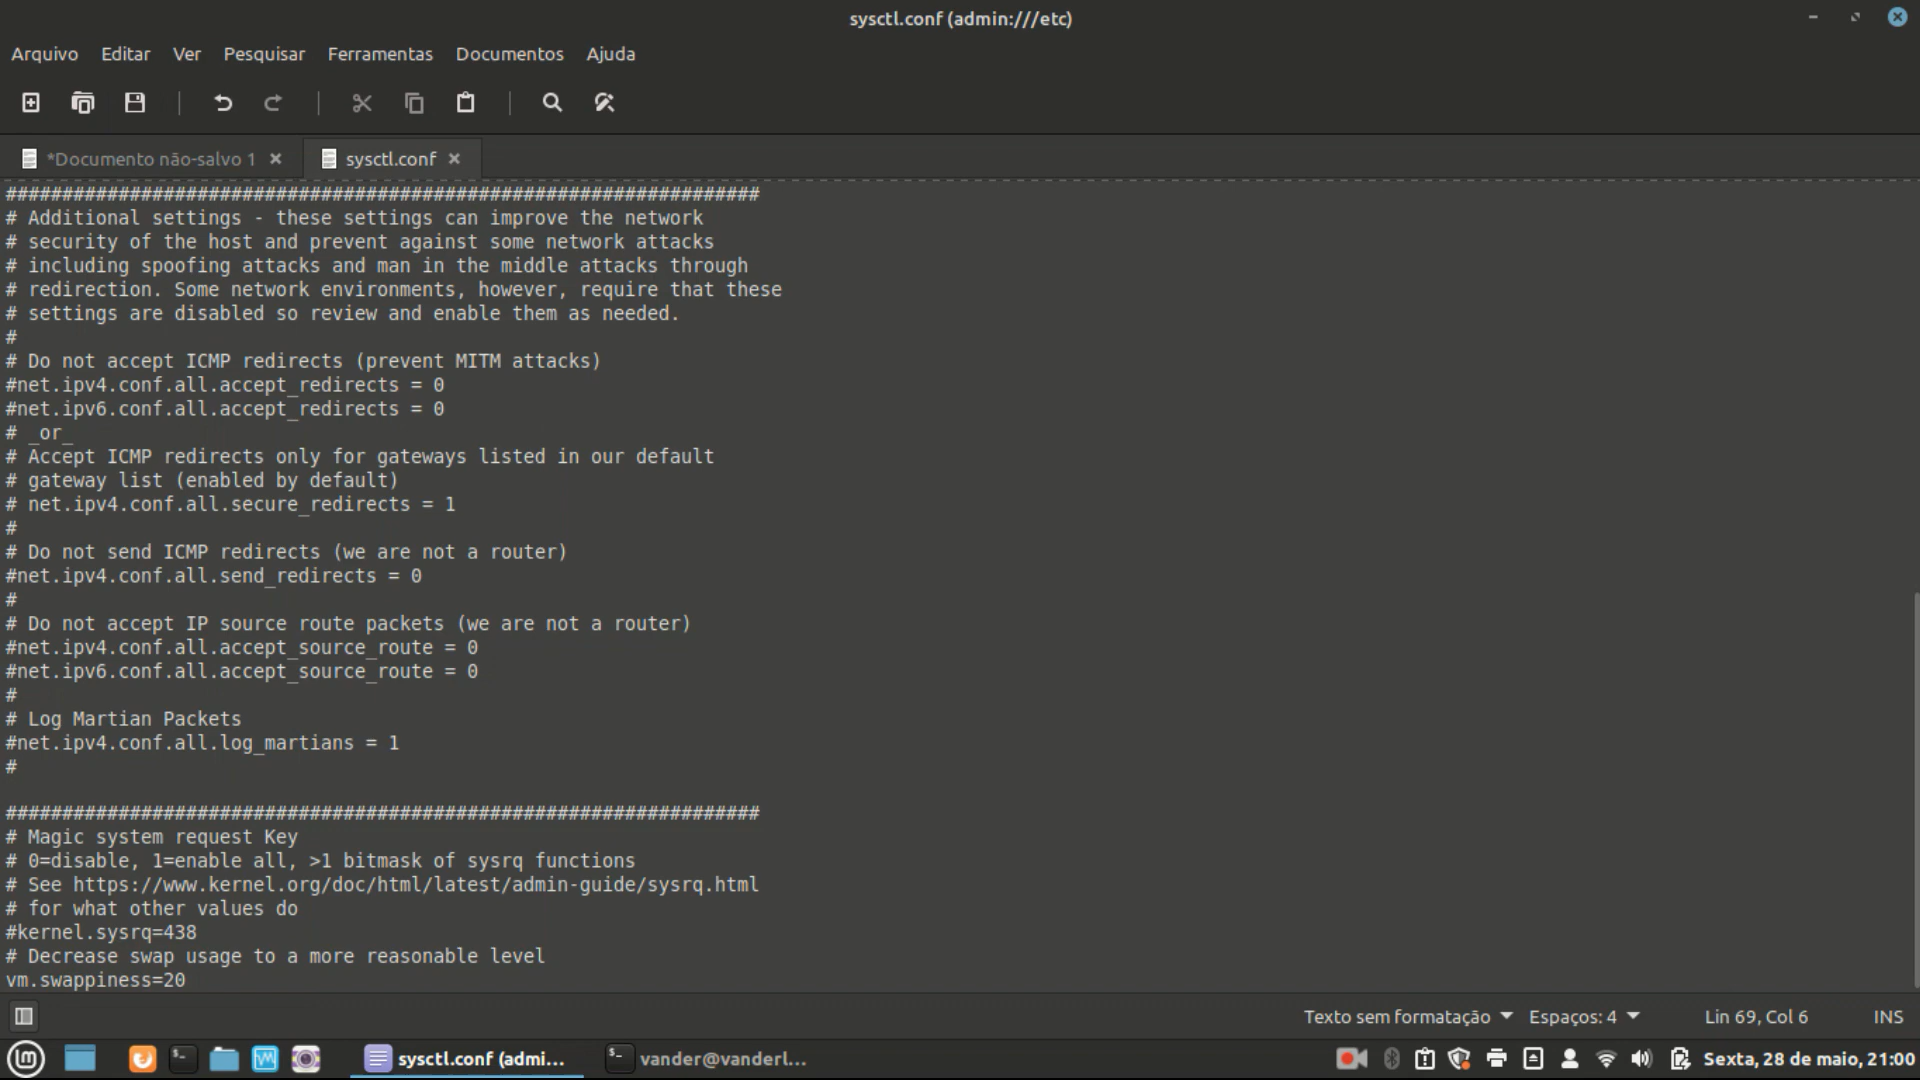 sysctl.conf (admin:///etc)
Arquivo Editar Ver Pesquisar Ferramentas Documentos Ajuda
*Documento não-salvo 1
sysctl.conf
###################################################################
# Additional settings - these settings can improve the network
# security of the host and prevent against some network attacks
# including spoofing attacks and man in the middle attacks through
# redirection. Some network environments, however, require that these
# settings are disabled so review and enable them as needed.
#
# Do not accept ICMP redirects (prevent MITM attacks)
#net.ipv4.conf.all.accept_redirects = 0
#net.ipv6.conf.all.accept_redirects = 0
# _or_
# Accept ICMP redirects only for gateways listed in our default
# gateway list (enabled by default)
# net.ipv4.conf.all.secure_redirects = 1
#
# Do not send ICMP redirects (we are not a router)
#net.ipv4.conf.all.send_redirects = 0
#
# Do not accept IP source route packets (we are not a router)
#net.ipv4.conf.all.accept_source_route = 0
#net.ipv6.conf.all.accept_source_route = 0
#
# Log Martian Packets
#net.ipv4.conf.all.log_martians = 1
#
###################################################################
# Magic system request Key
# 0=disable, 1=enable all, >1 bitmask of sysrq functions
# See https://www.kernel.org/doc/html/latest/admin-guide/sysrq.html
# for what other values do
#kernel.sysrq=438
# Decrease swap usage to a more reasonable level
vm.swappiness=20
Texto sem formatação Espaços: 4 Lin 69, Col 6 INS
sysctl.conf (admi... vander@vanderl... Sexta, 28 de maio, 21:00